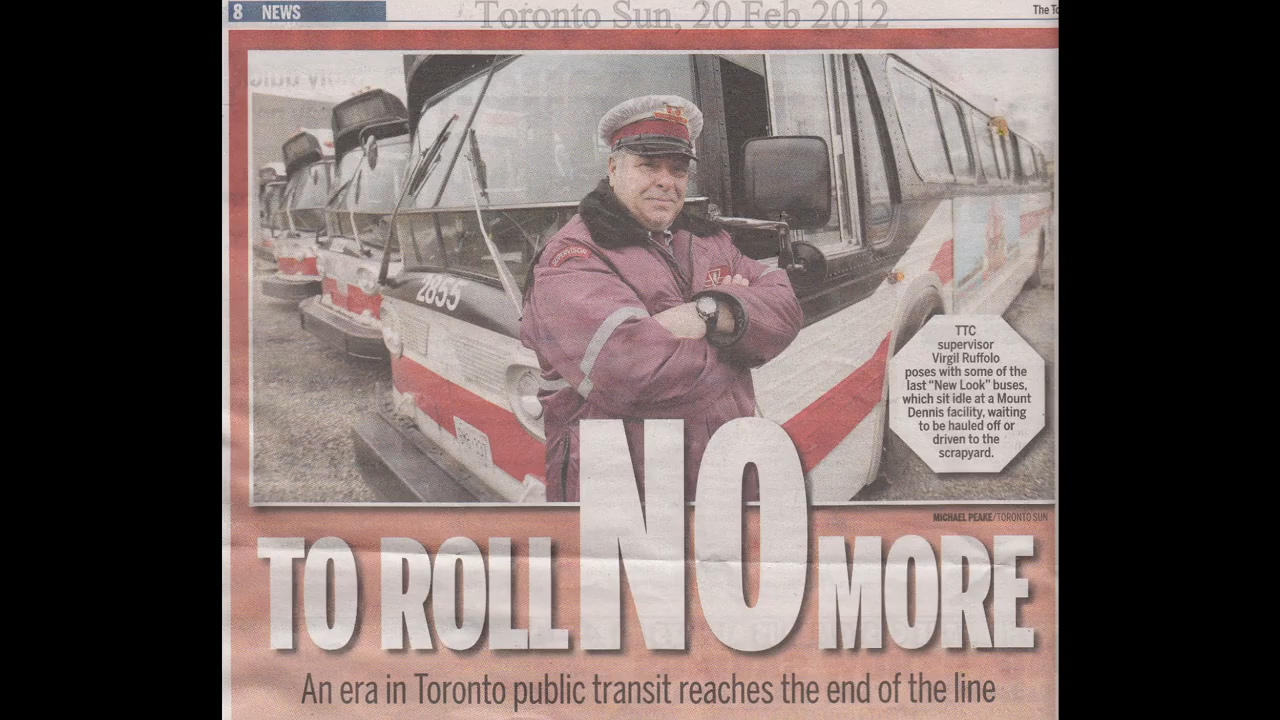 8 NEWS
Toronto Sun, 20 Feb 2012
The
SUPERVISOR
2855
TTC
supervisor
Virgil Ruffolo
poses with some of the
last "New Look" buses,
which sit idle at a Mount
Dennis facility, waiting
to be hauled off or
driven to the
scrapyard.
MICHAEL PEAKE/TORONTO SUN
TO ROLL NO MORE
An era in Toronto public transit reaches the end of the line